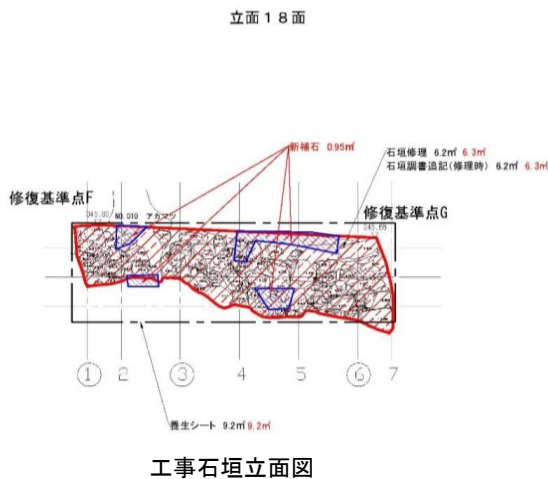 立面18面
新補石 0.95㎡
石垣修理 6.2㎡ 6.3㎡
石垣調書追記(修理時) 6.2㎡ 6.3㎡
修復基準点F
NO.010 アカマツ
修復基準点G
① 2 ③ 4 5 ⑥ 7
養生シート 9.2㎡ 9.2㎡
工事石垣立面図